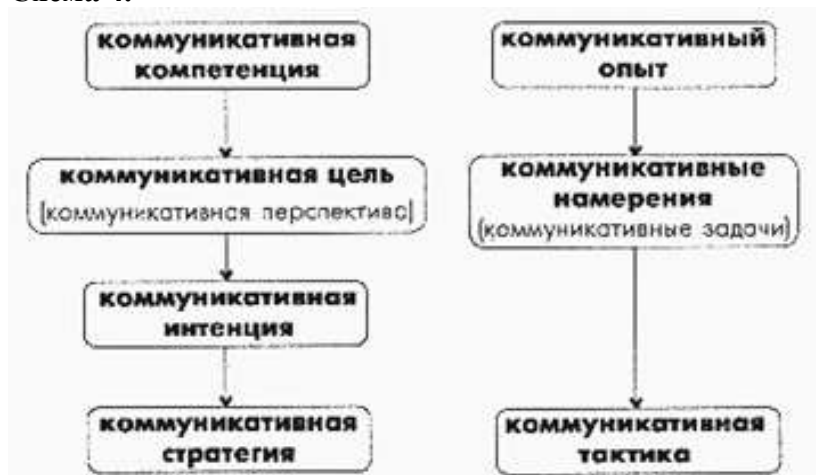 коммуникативная
компетенция
коммуникативный
опыт
коммуникативная цель
(коммуникативная перспектива)
коммуникативные
намерения
(коммуникативные задачи)
коммуникативная
интенция
коммуникативная
стратегия
коммуникативная
тактика